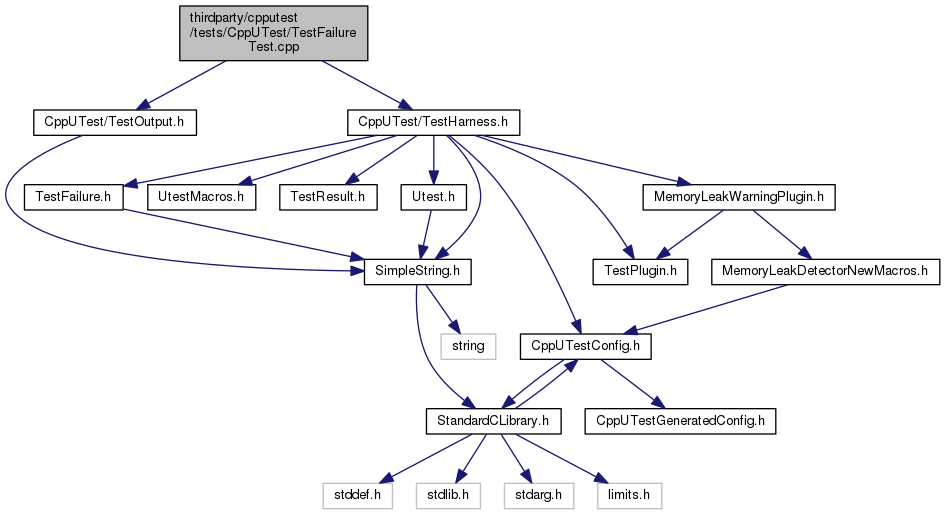 thirdparty/cpputest
/tests/CppUTest/TestFailure
Test.cpp
CppUTest/TestOutput.h
CppUTest/TestHarness.h
TestFailure.h
UtestMacros.h
TestResult.h
Utest.h
MemoryLeakWarningPlugin.h
SimpleString.h
TestPlugin.h
MemoryLeakDetectorNewMacros.h
string
CppUTestConfig.h
StandardCLibrary.h
CppUTestGeneratedConfig.h
stddef.h
stdlib.h
stdarg.h
limits.h